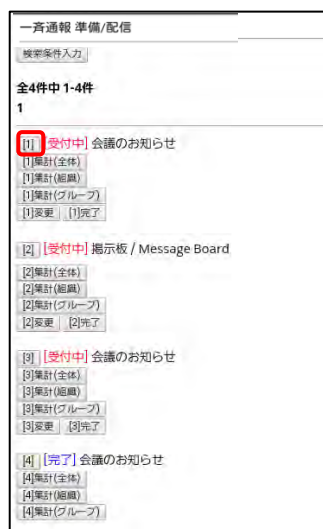 一斉通報 準備/配信
検索条件入力
全4件中 1-4件
1
[1] [受付中] 会議のお知らせ
[1]集計(全体)
[1]集計(組織)
[1]集計(グループ)
[1]変更 [1]完了
[2] [受付中] 掲示板 / Message Board
[2]集計(全体)
[2]集計(組織)
[2]集計(グループ)
[2]変更 [2]完了
[3] [受付中] 会議のお知らせ
[3]集計(全体)
[3]集計(組織)
[3]集計(グループ)
[3]変更 [3]完了
[4] [完了] 会議のお知らせ
[4]集計(全体)
[4]集計(組織)
[4]集計(グループ)